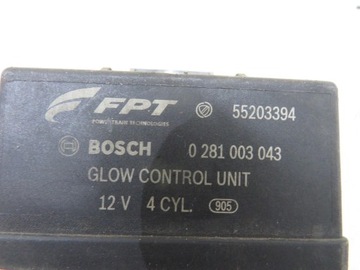 FPT 55203394
POWERTRAIN TECHNOLOGIES
BOSCH 0 281 003 043
GLOW CONTROL UNIT
12 V 4 CYL. 905